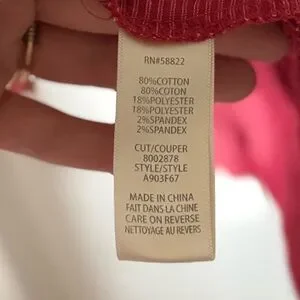 RN#58822
80%COTTON
80%COTON
18%POLYESTER
18%POLYESTER
2%SPANDEX
2%SPANDEX
CUT/COUPER
8002878
STYLE/STYLE
A903F67
MADE IN CHINA
FAIT DANS LA CHINE
CARE ON REVERSE
NETTOYAGE AU REVERS